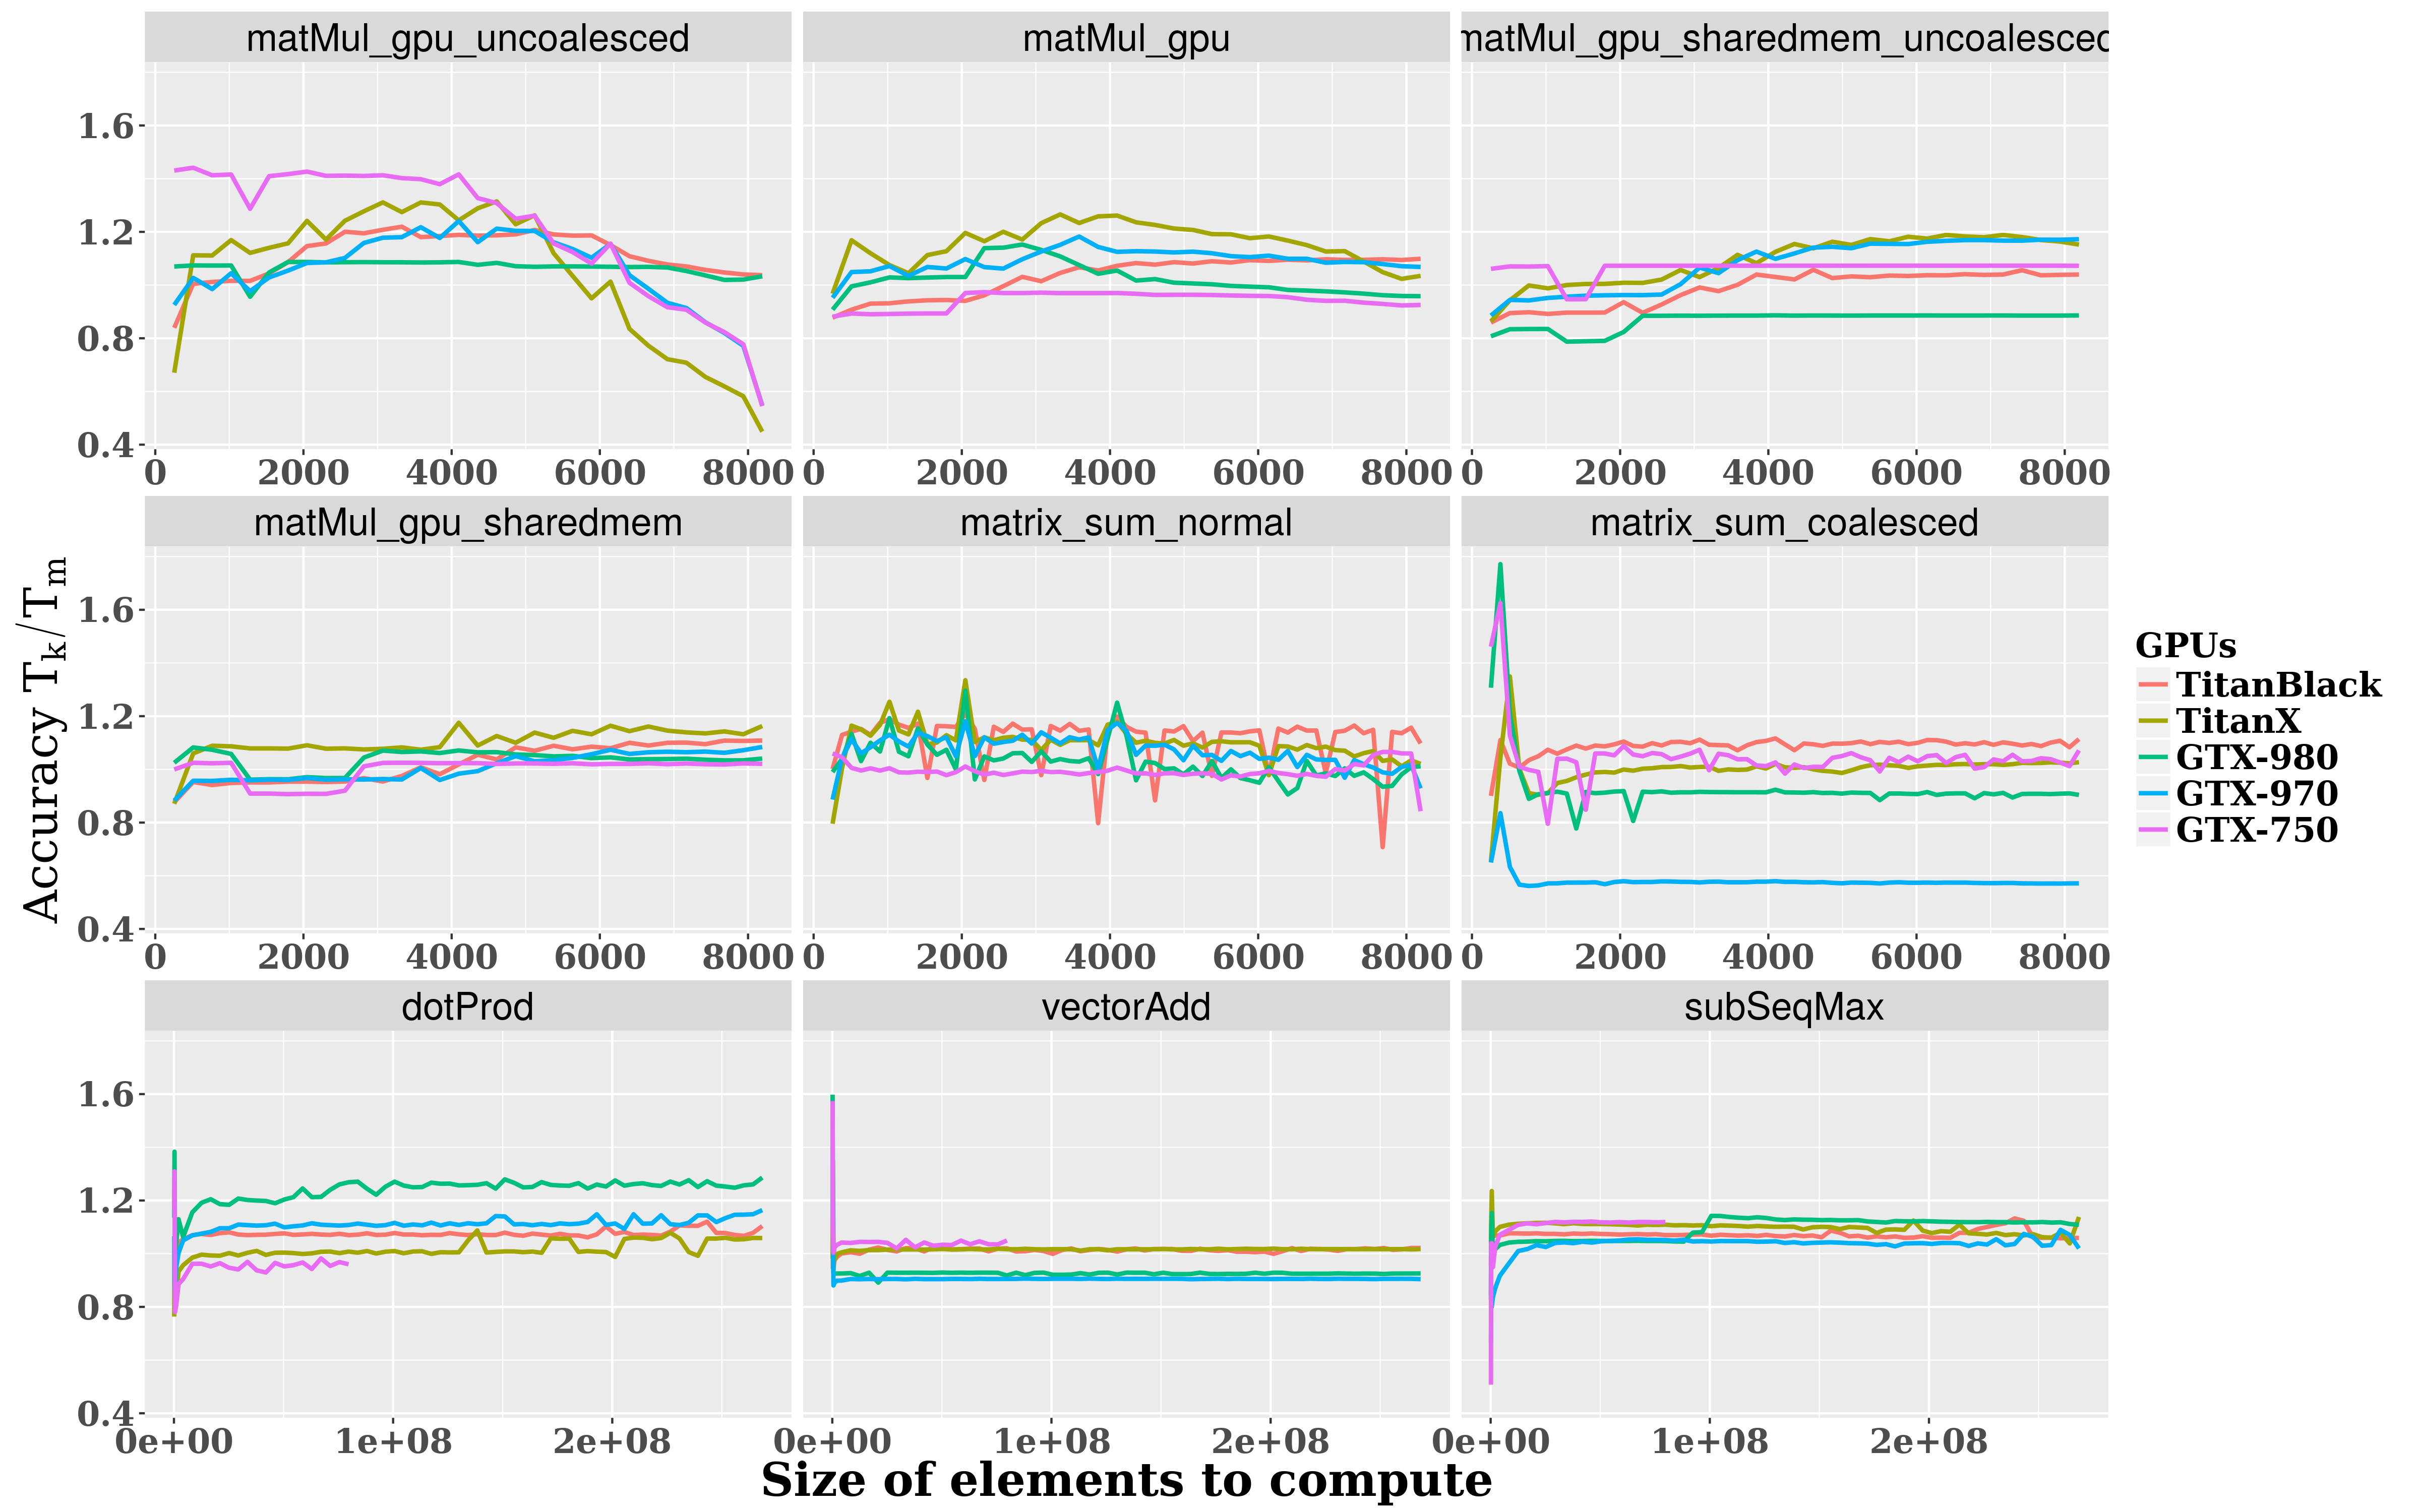 matMul_gpu_uncoalesced matMul_gpu matMul_gpu_sharedmem_uncoalesced
1.6
1.2
0.8
0.4
0 2000 4000 6000 8000 0 2000 4000 6000 8000 0 2000 4000 6000 8000
matMul_gpu_sharedmem matrix_sum_normal matrix_sum_coalesced
1.6
1.2
0.8
0.4
0 2000 4000 6000 8000 0 2000 4000 6000 8000 0 2000 4000 6000 8000
dotProd vectorAdd subSeqMax
1.6
1.2
0.8
0.4
0e+00 1e+08 2e+08 0e+00 1e+08 2e+08 0e+00 1e+08 2e+08
Size of elements to compute
Accuracy Tk/Tm
GPUs
TitanBlack
TitanX
GTX-980
GTX-970
GTX-750